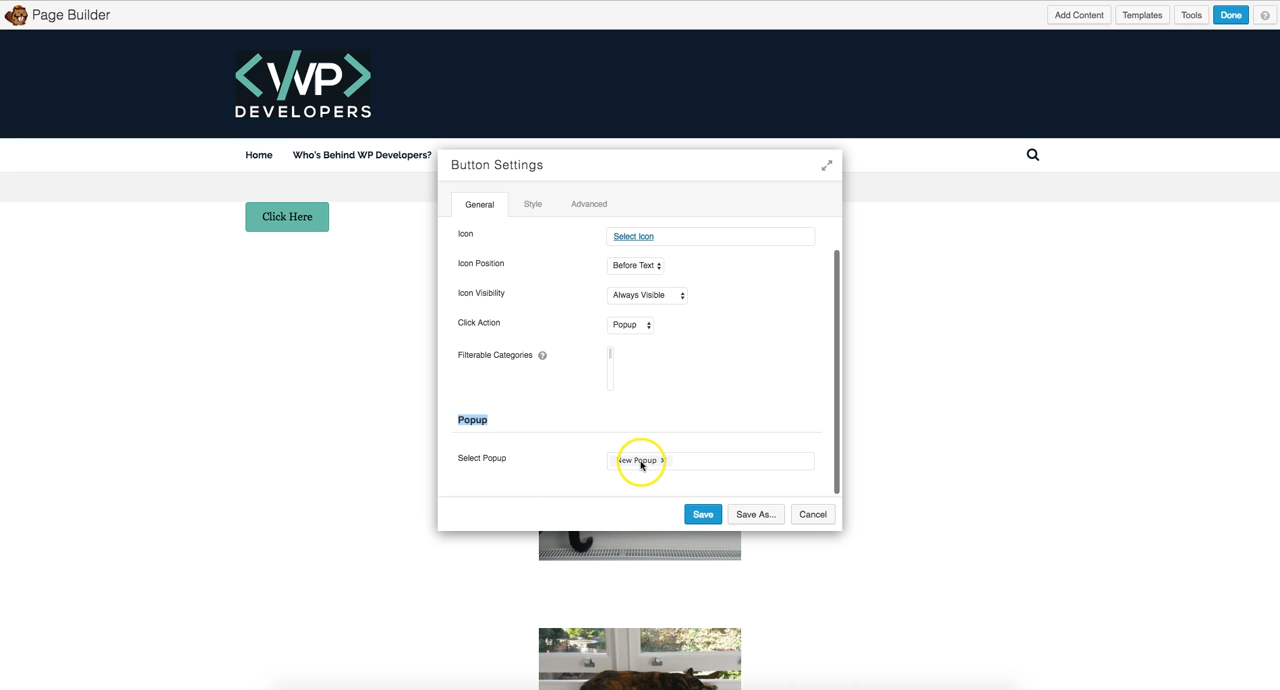 Page Builder
Add Content
Templates
Tools
Done
?
<WP>
DEVELOPERS
Home
Who's Behind WP Developers?
Button Settings
General
Style
Advanced
Click Here
Icon
Select Icon
Icon Position
Before Text
Icon Visibility
Always Visible
Click Action
Popup
Filterable Categories ?
Popup
Select Popup
New Popup ×
Save
Save As...
Cancel